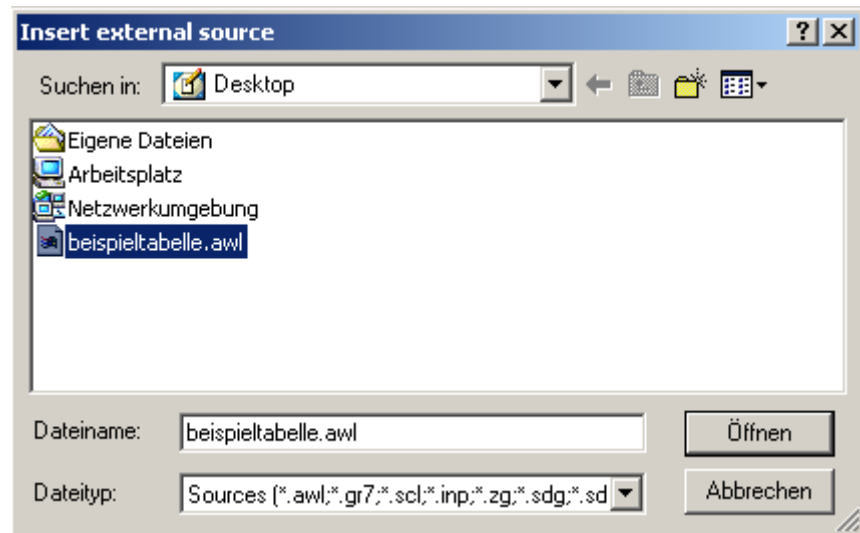 Insert external source
Suchen in: Desktop
Eigene Dateien
Arbeitsplatz
Netzwerkumgebung
beispieltabelle.awl
Dateiname: beispieltabelle.awl Öffnen
Dateityp: Sources (*.awl;*.gr7;*.scl;*.inp;*.zg;*.sdg;*.sd Abbrechen